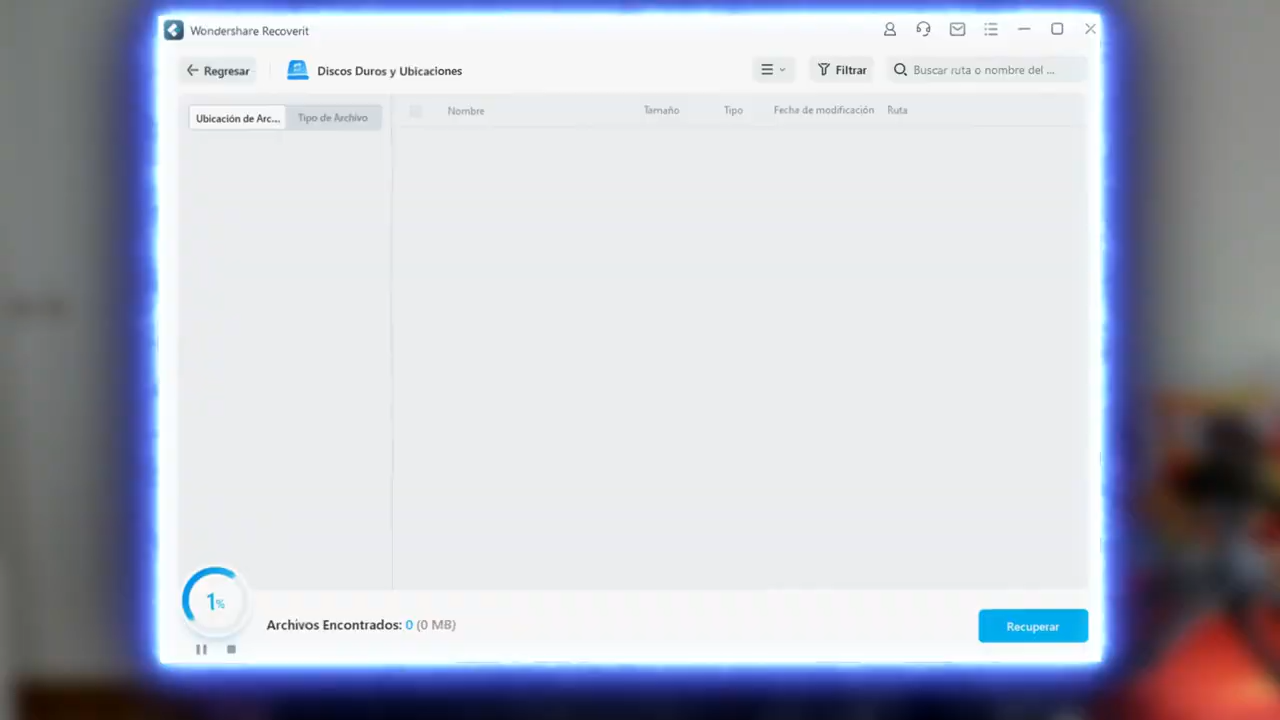 Wondershare Recoverit
Regresar
Discos Duros y Ubicaciones
Filtrar
Buscar ruta o nombre del ...
Ubicación de Arc...
Tipo de Archivo
Nombre
Tamaño
Tipo
Fecha de modificación
Ruta
1%
Archivos Encontrados: 0 (0 MB)
Recuperar